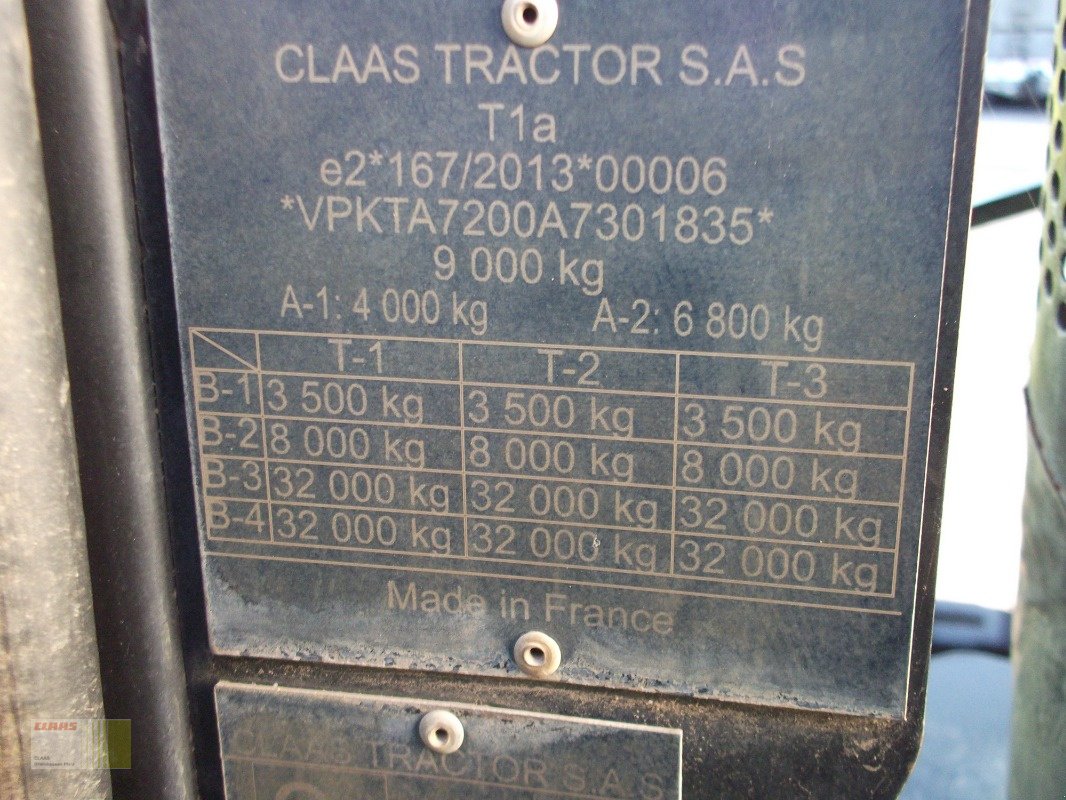 CLAAS TRACTOR S.A.S
T1a
e2*167/2013*00006
*VPKTA7200A7301835*
9 000 kg
A-1: 4 000 kg A-2: 6 800 kg
T-1 T-2 T-3
B-1 3 500 kg 3 500 kg 3 500 kg
B-2 8 000 kg 8 000 kg 8 000 kg
B-3 32 000 kg 32 000 kg 32 000 kg
B-4 32 000 kg 32 000 kg 32 000 kg
Made in France
CLAAS TRACTOR S.A.S
CLAAS
CLAAS